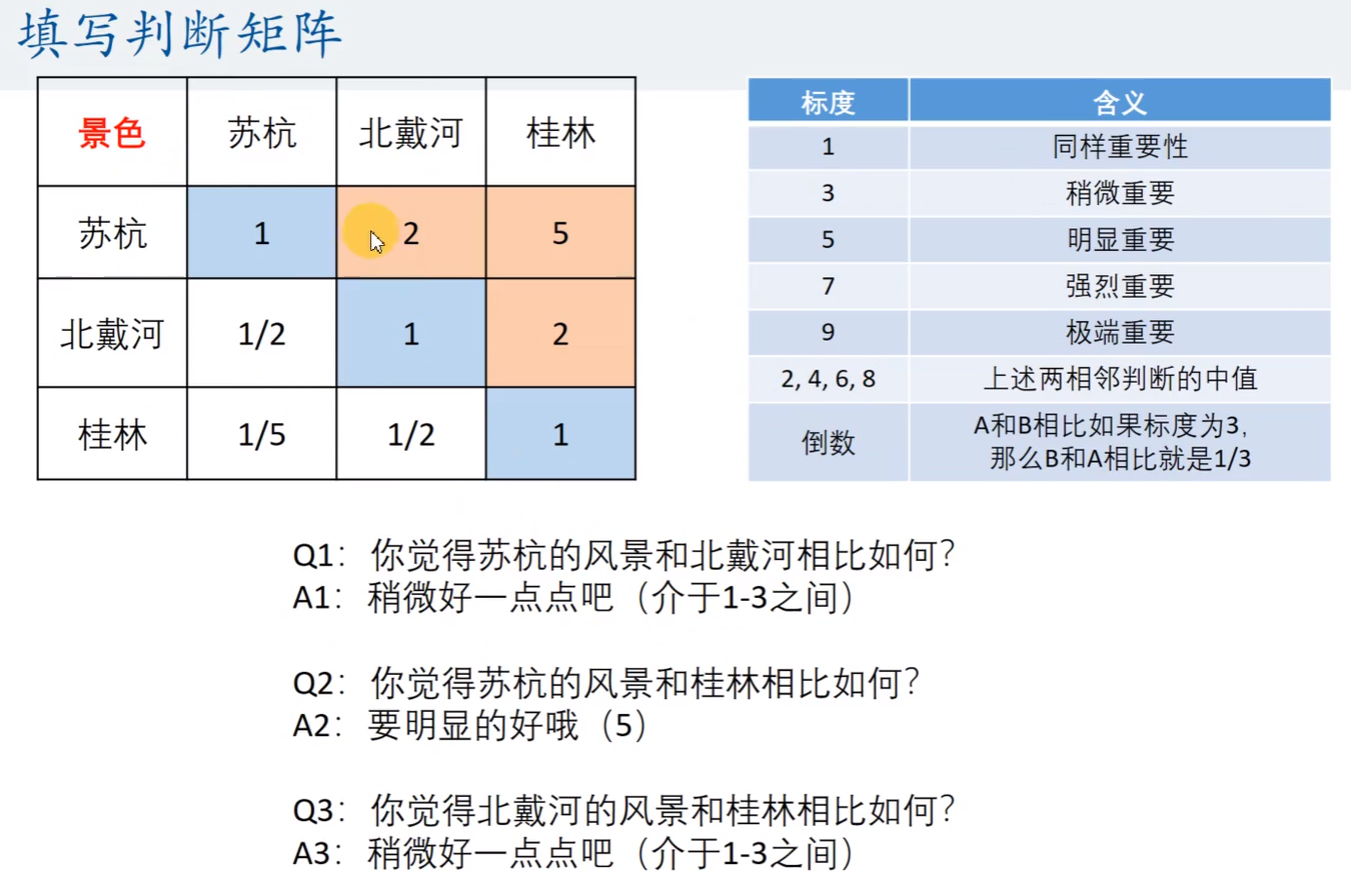 填写判断矩阵
景色 苏杭 北戴河 桂林
苏杭 1 2 5
北戴河 1/2 1 2
桂林 1/5 1/2 1
标度 含义
1 同样重要性
3 稍微重要
5 明显重要
7 强烈重要
9 极端重要
2, 4, 6, 8 上述两相邻判断的中值
倒数 A和B相比如果标度为3,
那么B和A相比就是1/3
Q1：你觉得苏杭的风景和北戴河相比如何？
A1：稍微好一点点吧（介于1-3之间）
Q2：你觉得苏杭的风景和桂林相比如何？
A2：要明显的好哦（5）
Q3：你觉得北戴河的风景和桂林相比如何？
A3：稍微好一点点吧（介于1-3之间）